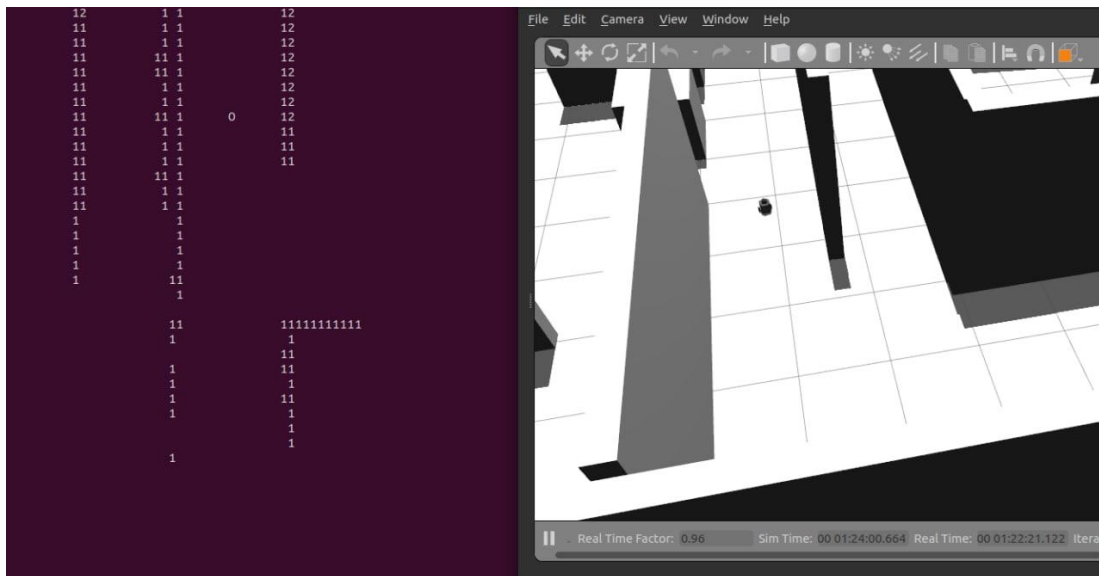 12          1 1            12
11          1 1            12
11          1 1            12
11         11 1            12
11         11 1            12
11          1 1            12
11          1 1            12
11         11 1      O     12
11          1 1            11
11          1 1            11
11          1 1            11
11         11 1
11          1 1
11          1 1
1             1
1             1
1             1
1             1
1            11
              1
             11            11111111111
             1              1
                           11
             1             11
             1              1
             1             11
             1              1
                            1
                            1
             1
File Edit Camera View Window Help
Real Time Factor: 0.96 Sim Time: 00 01:24:00.664 Real Time: 00 01:22:21.122 Itera